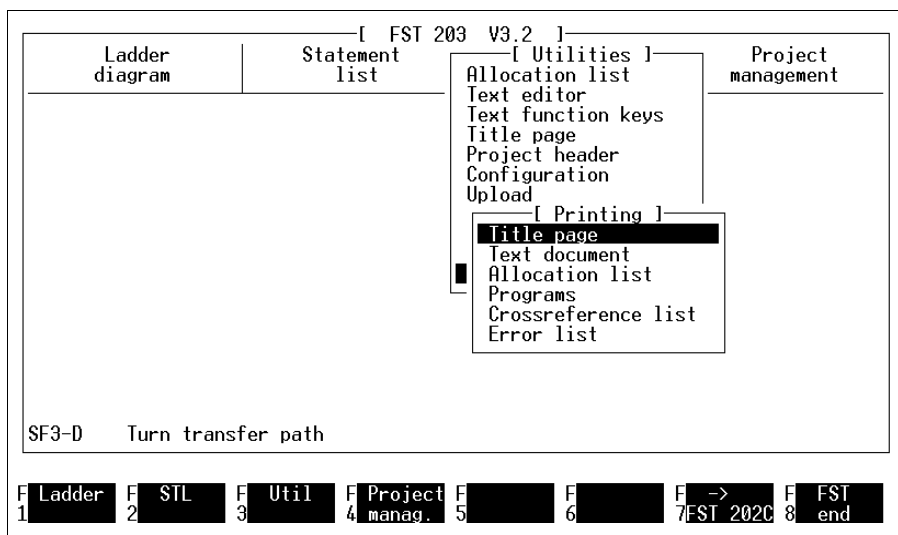 [ FST 203 V3.2 ]
Ladder diagram
Statement list
[ Utilities ]
Allocation list
Text editor
Text function keys
Title page
Project header
Configuration
Upload
[ Printing ]
Title page
Text document
Allocation list
Programs
Crossreference list
Error list
Project management
SF3-D Turn transfer path
F1 Ladder
F2 STL
F3 Util
F4 Project manag.
F5
F6
F7 -> FST 202C
F8 FST end